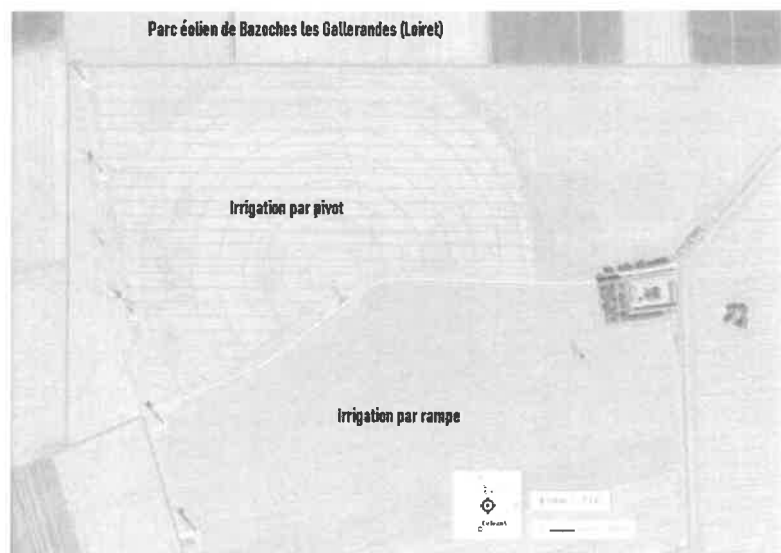 Parc éolien de Bazoches les Gallerandes (Loiret)
Irrigation par pivot
Irrigation par rampe